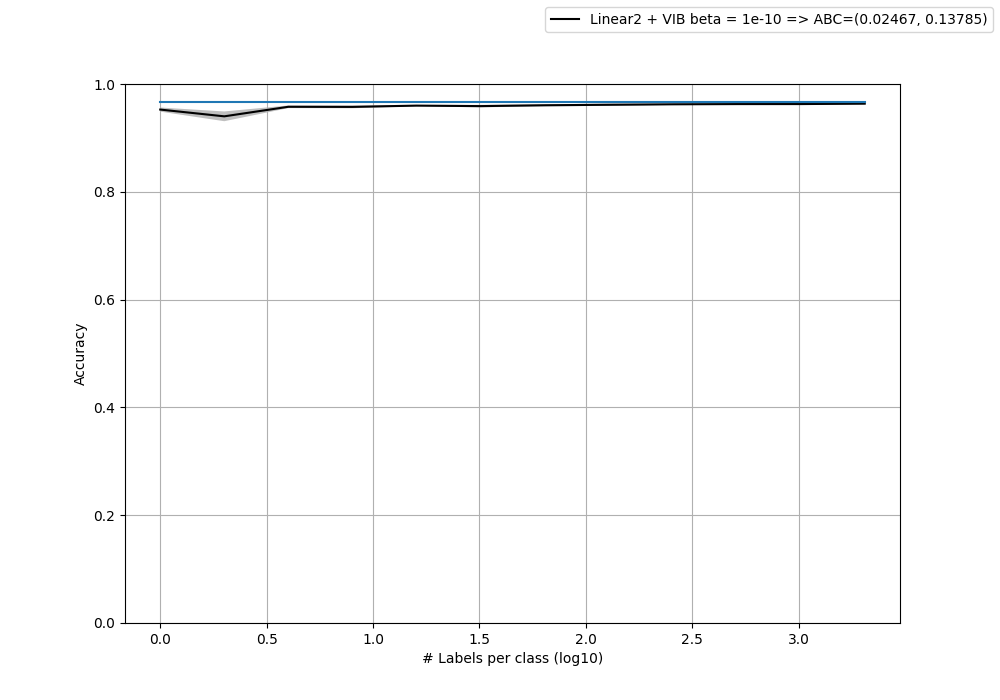 Linear2 + VIB beta = 1e-10 => ABC=(0.02467, 0.13785)
1.0
0.8
0.6
0.4
0.2
0.0
Accuracy
0.0 0.5 1.0 1.5 2.0 2.5 3.0
# Labels per class (log10)